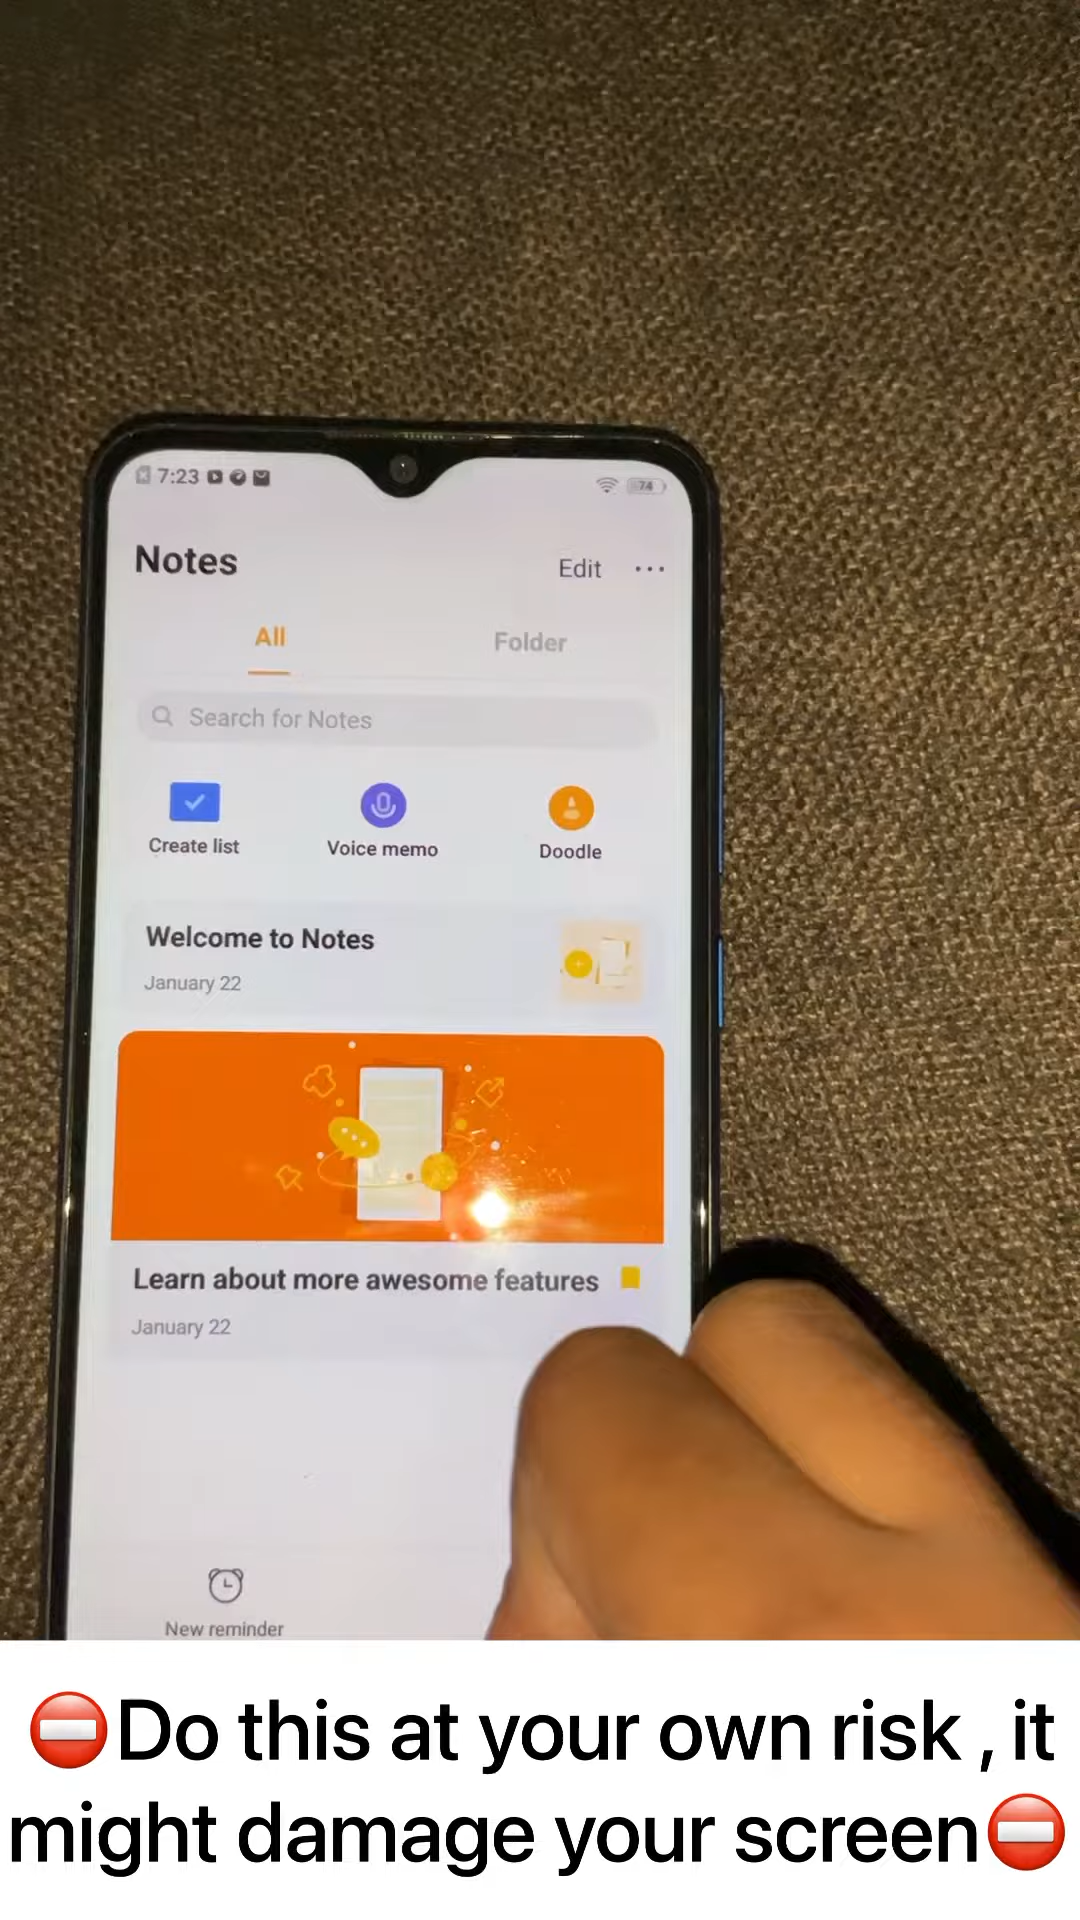 7:23
74
Notes
Edit
All
Folder
Search for Notes
Create list
Voice memo
Doodle
Welcome to Notes
January 22
Learn about more awesome features
January 22
New reminder
⛔Do this at your own risk , it
might damage your screen⛔